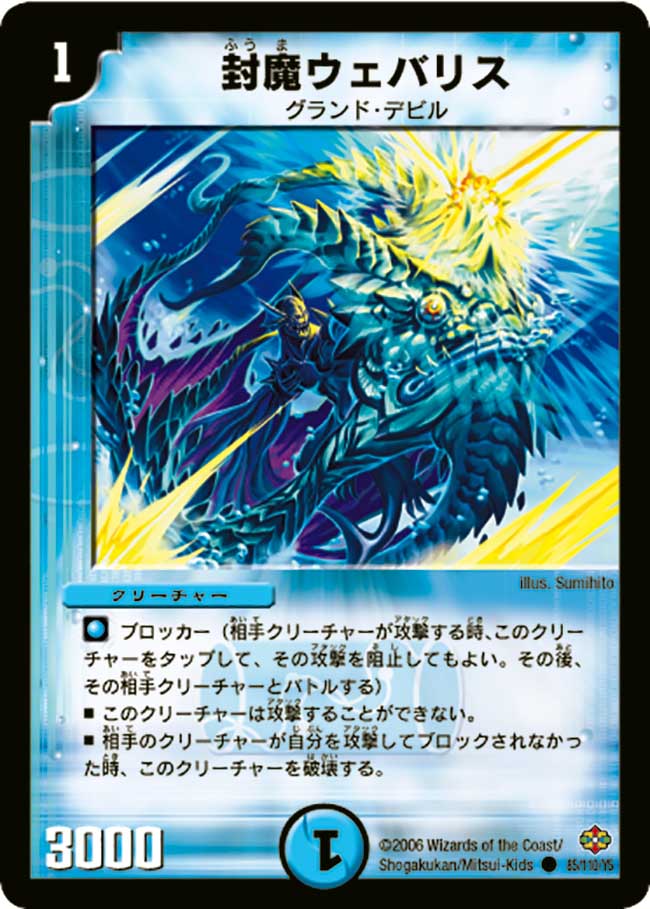 1
ふうま
封魔ウェバリス
グランド・デビル
illus. Sumihito
クリーチャー
ブロッカー（相手クリーチャーが攻撃する時、このクリー
チャーをタップして、その攻撃を阻止してもよい。その後、
その相手クリーチャーとバトルする）
■ このクリーチャーは攻撃することができない。
■ 相手のクリーチャーが自分を攻撃してブロックされなかっ
た時、このクリーチャーを破壊する。
3000
1
©2006 Wizards of the Coast/
Shogakukan/Mitsui-Kids ● 85/110/Y5